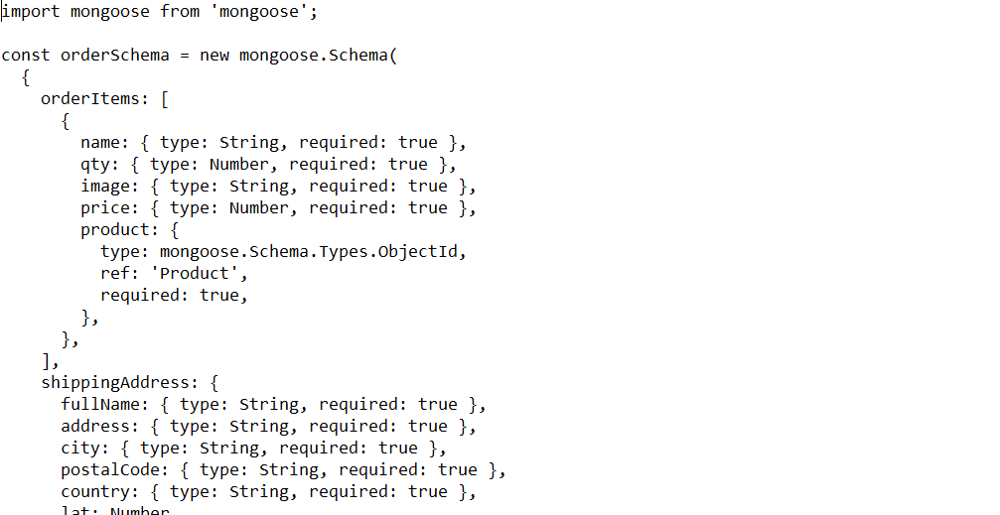 import mongoose from 'mongoose';

const orderSchema = new mongoose.Schema(
  {
    orderItems: [
      {
        name: { type: String, required: true },
        qty: { type: Number, required: true },
        image: { type: String, required: true },
        price: { type: Number, required: true },
        product: {
          type: mongoose.Schema.Types.ObjectId,
          ref: 'Product',
          required: true,
        },
      },
    ],
    shippingAddress: {
      fullName: { type: String, required: true },
      address: { type: String, required: true },
      city: { type: String, required: true },
      postalCode: { type: String, required: true },
      country: { type: String, required: true },
      lat: Number